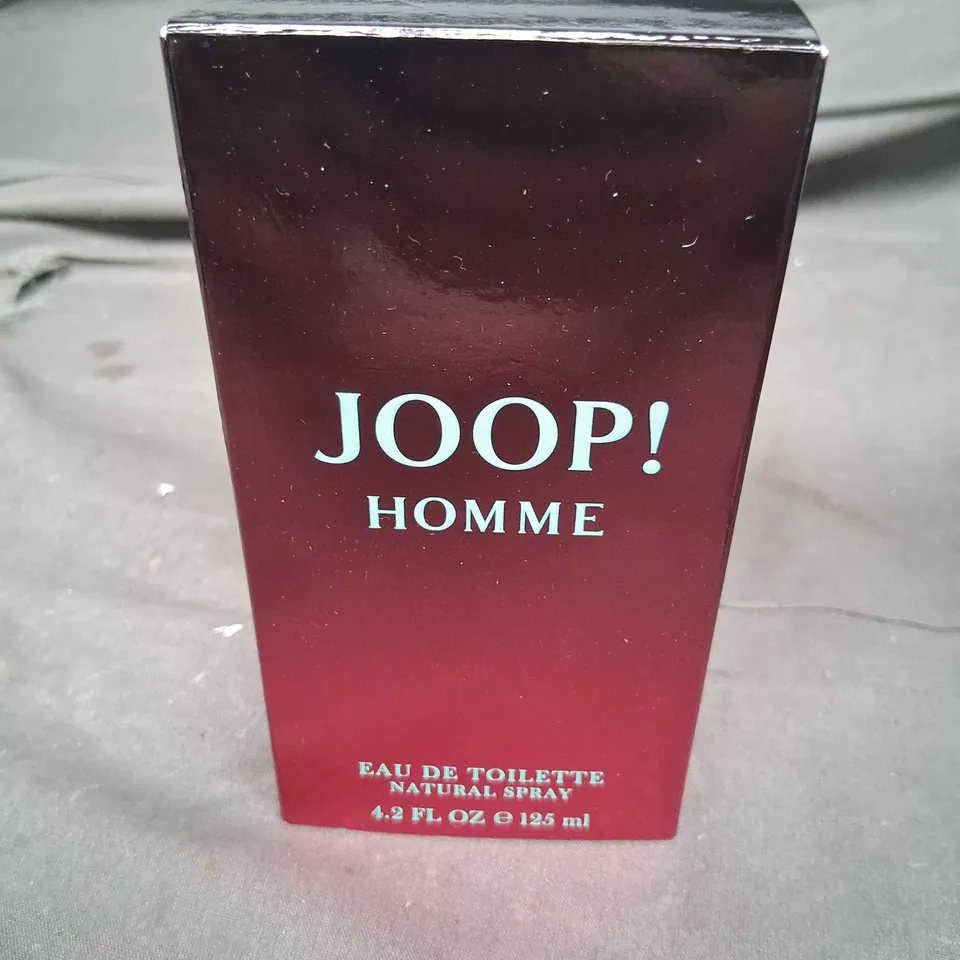 JOOP!
HOMME
EAU DE TOILETTE
NATURAL SPRAY
4.2 FL OZ ℮ 125 ml